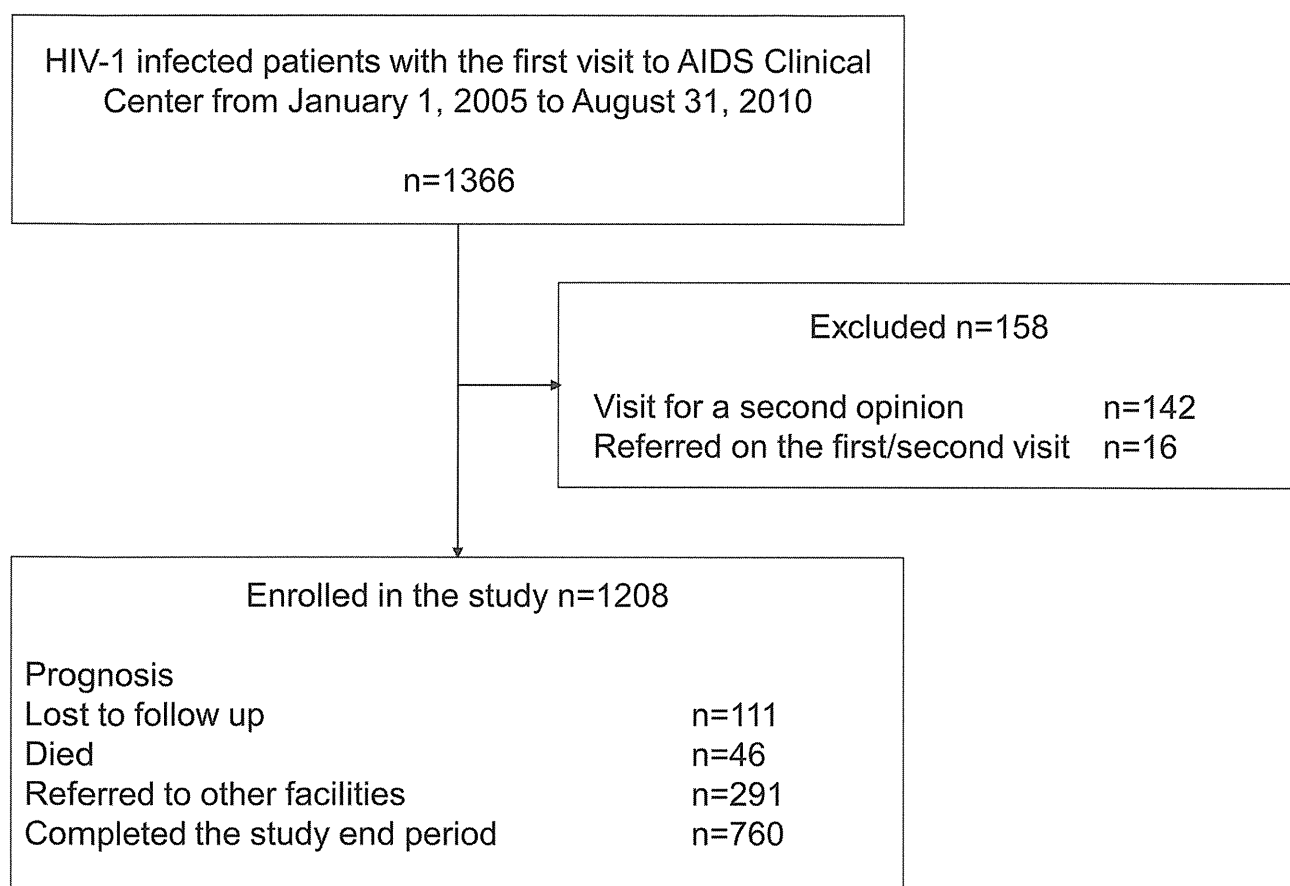 HIV-1 infected patients with the first visit to AIDS Clinical
Center from January 1, 2005 to August 31, 2010
n=1366
Excluded n=158
Visit for a second opinion n=142
Referred on the first/second visit n=16
Enrolled in the study n=1208
Prognosis
Lost to follow up n=111
Died n=46
Referred to other facilities n=291
Completed the study end period n=760